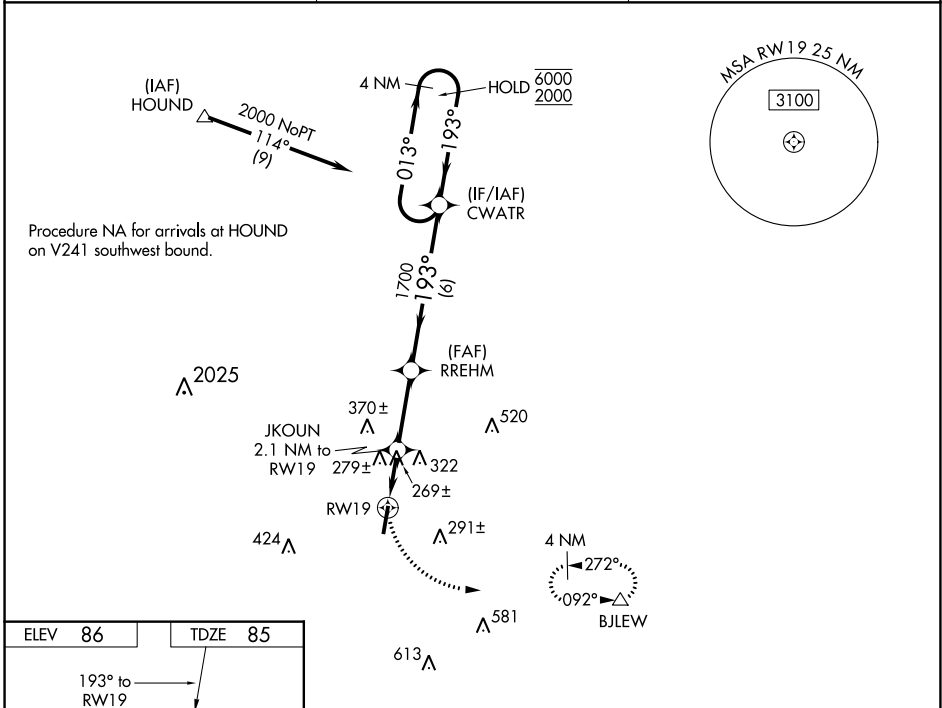 (IAF)
HOUND
2000 NoPT
114°
(9)
4 NM
HOLD 6000
2000
013°
193°
(IF/IAF)
CWATR
MSA RW19 25 NM
3100
Procedure NA for arrivals at HOUND
on V241 southwest bound.
1700
193°
(6)
(FAF)
RREHM
2025
370±
520
JKOUN
2.1 NM to
RW19
279±
322
269±
RW19
291±
424
4 NM
272°
092°
BJLEW
581
613
ELEV 86
TDZE 85
193° to
RW19